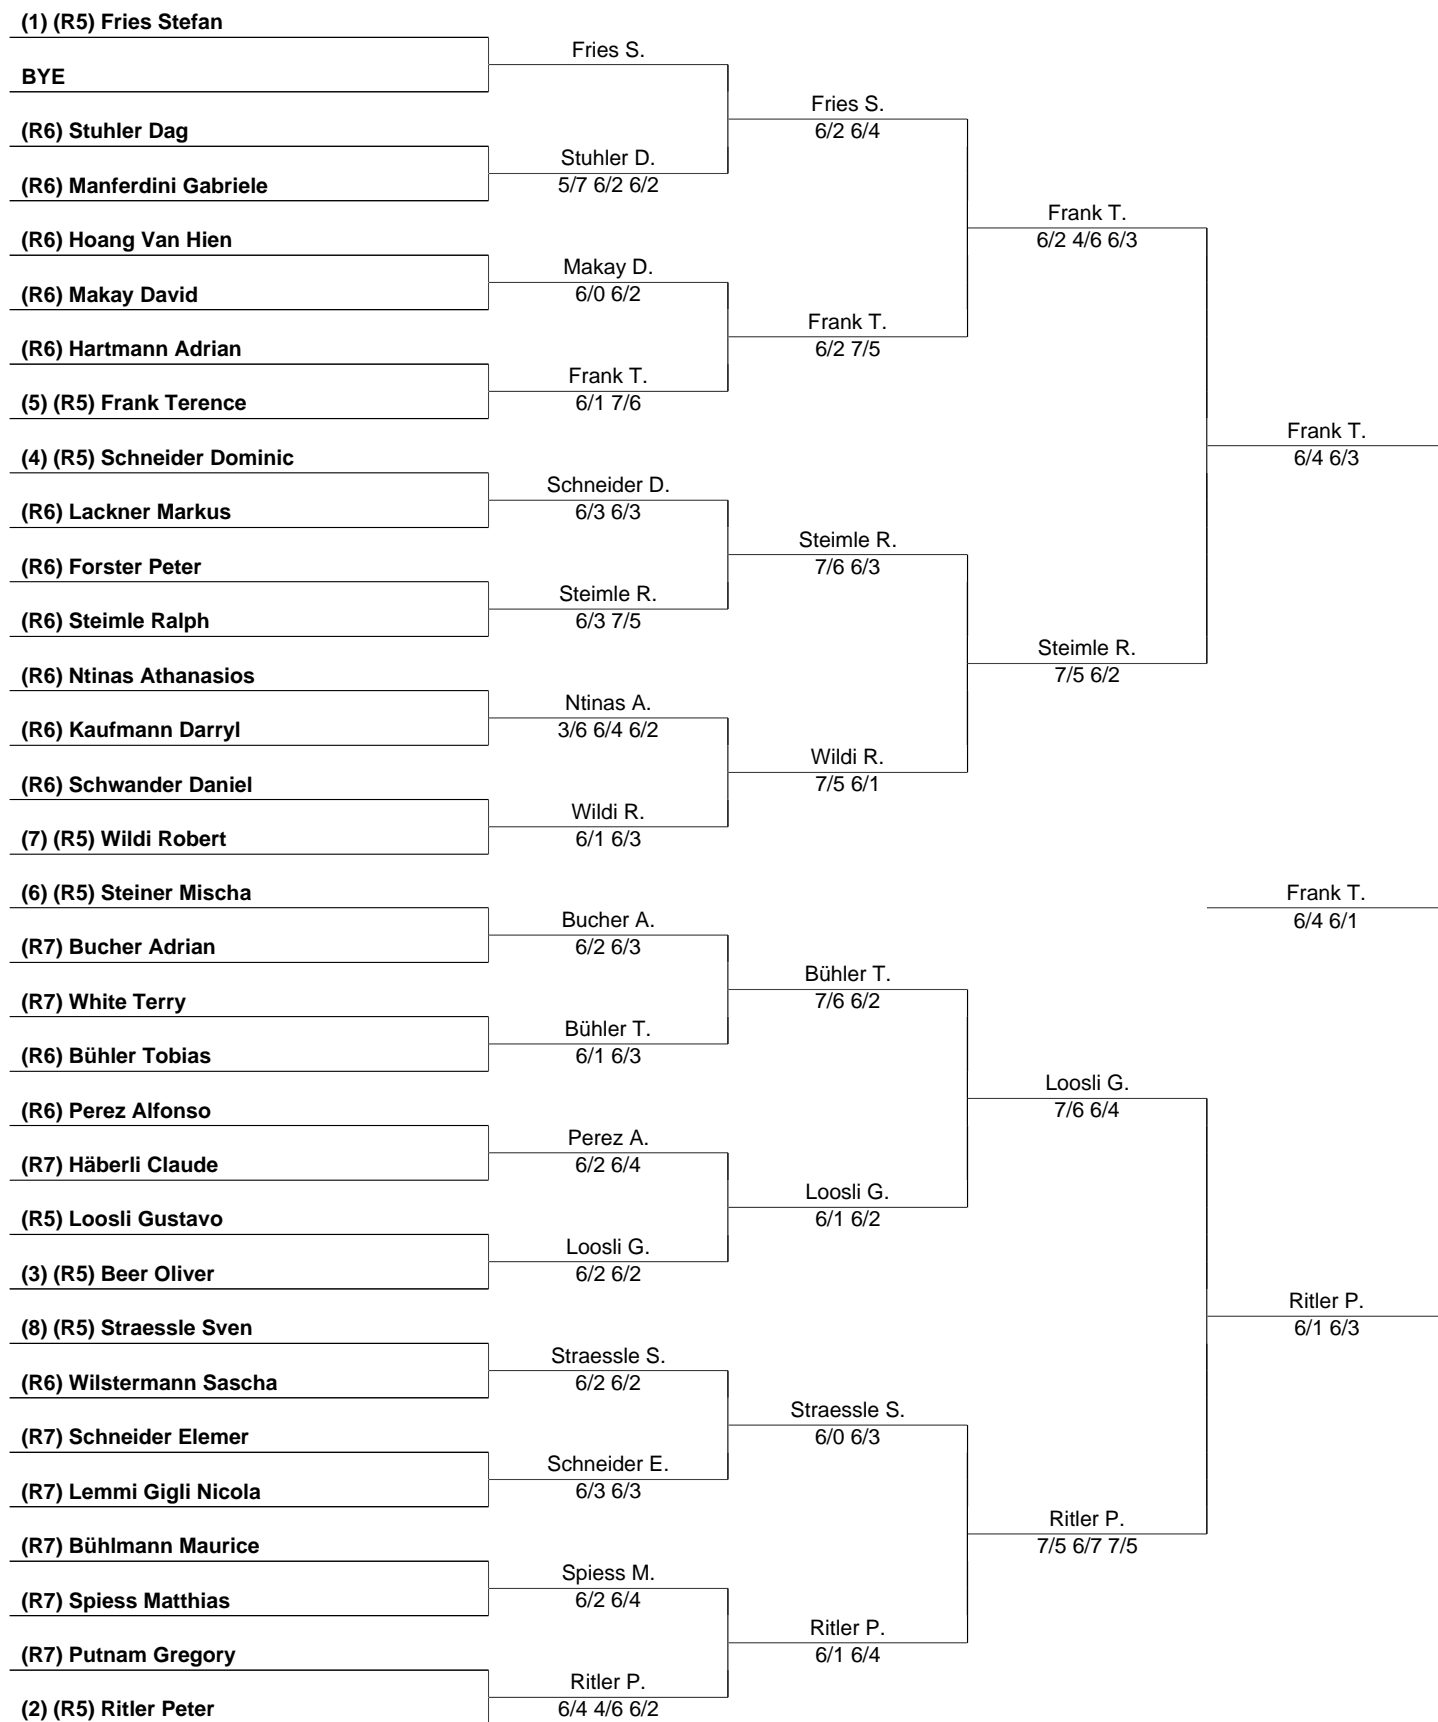 (1) (R5) Fries Stefan
Fries S.
BYE
Fries S.
6/2 6/4
(R6) Stuhler Dag
Stuhler D.
5/7 6/2 6/2
(R6) Manferdini Gabriele
Frank T.
6/2 4/6 6/3
(R6) Hoang Van Hien
Makay D.
6/0 6/2
(R6) Makay David
Frank T.
6/2 7/5
(R6) Hartmann Adrian
Frank T.
6/1 7/6
(5) (R5) Frank Terence
Frank T.
6/4 6/3
(4) (R5) Schneider Dominic
Schneider D.
6/3 6/3
(R6) Lackner Markus
Steimle R.
7/6 6/3
(R6) Forster Peter
Steimle R.
6/3 7/5
(R6) Steimle Ralph
Steimle R.
7/5 6/2
(R6) Ntinas Athanasios
Ntinas A.
3/6 6/4 6/2
(R6) Kaufmann Darryl
Wildi R.
7/5 6/1
(R6) Schwander Daniel
Wildi R.
6/1 6/3
(7) (R5) Wildi Robert
(6) (R5) Steiner Mischa
Frank T.
6/4 6/1
Bucher A.
6/2 6/3
(R7) Bucher Adrian
Bühler T.
7/6 6/2
(R7) White Terry
Bühler T.
6/1 6/3
(R6) Bühler Tobias
Loosli G.
7/6 6/4
(R6) Perez Alfonso
Perez A.
6/2 6/4
(R7) Häberli Claude
Loosli G.
6/1 6/2
(R5) Loosli Gustavo
Loosli G.
6/2 6/2
(3) (R5) Beer Oliver
Ritler P.
6/1 6/3
(8) (R5) Straessle Sven
Straessle S.
6/2 6/2
(R6) Wilstermann Sascha
Straessle S.
6/0 6/3
(R7) Schneider Elemer
Schneider E.
6/3 6/3
(R7) Lemmi Gigli Nicola
Ritler P.
7/5 6/7 7/5
(R7) Bühlmann Maurice
Spiess M.
6/2 6/4
(R7) Spiess Matthias
Ritler P.
6/1 6/4
(R7) Putnam Gregory
Ritler P.
6/4 4/6 6/2
(2) (R5) Ritler Peter